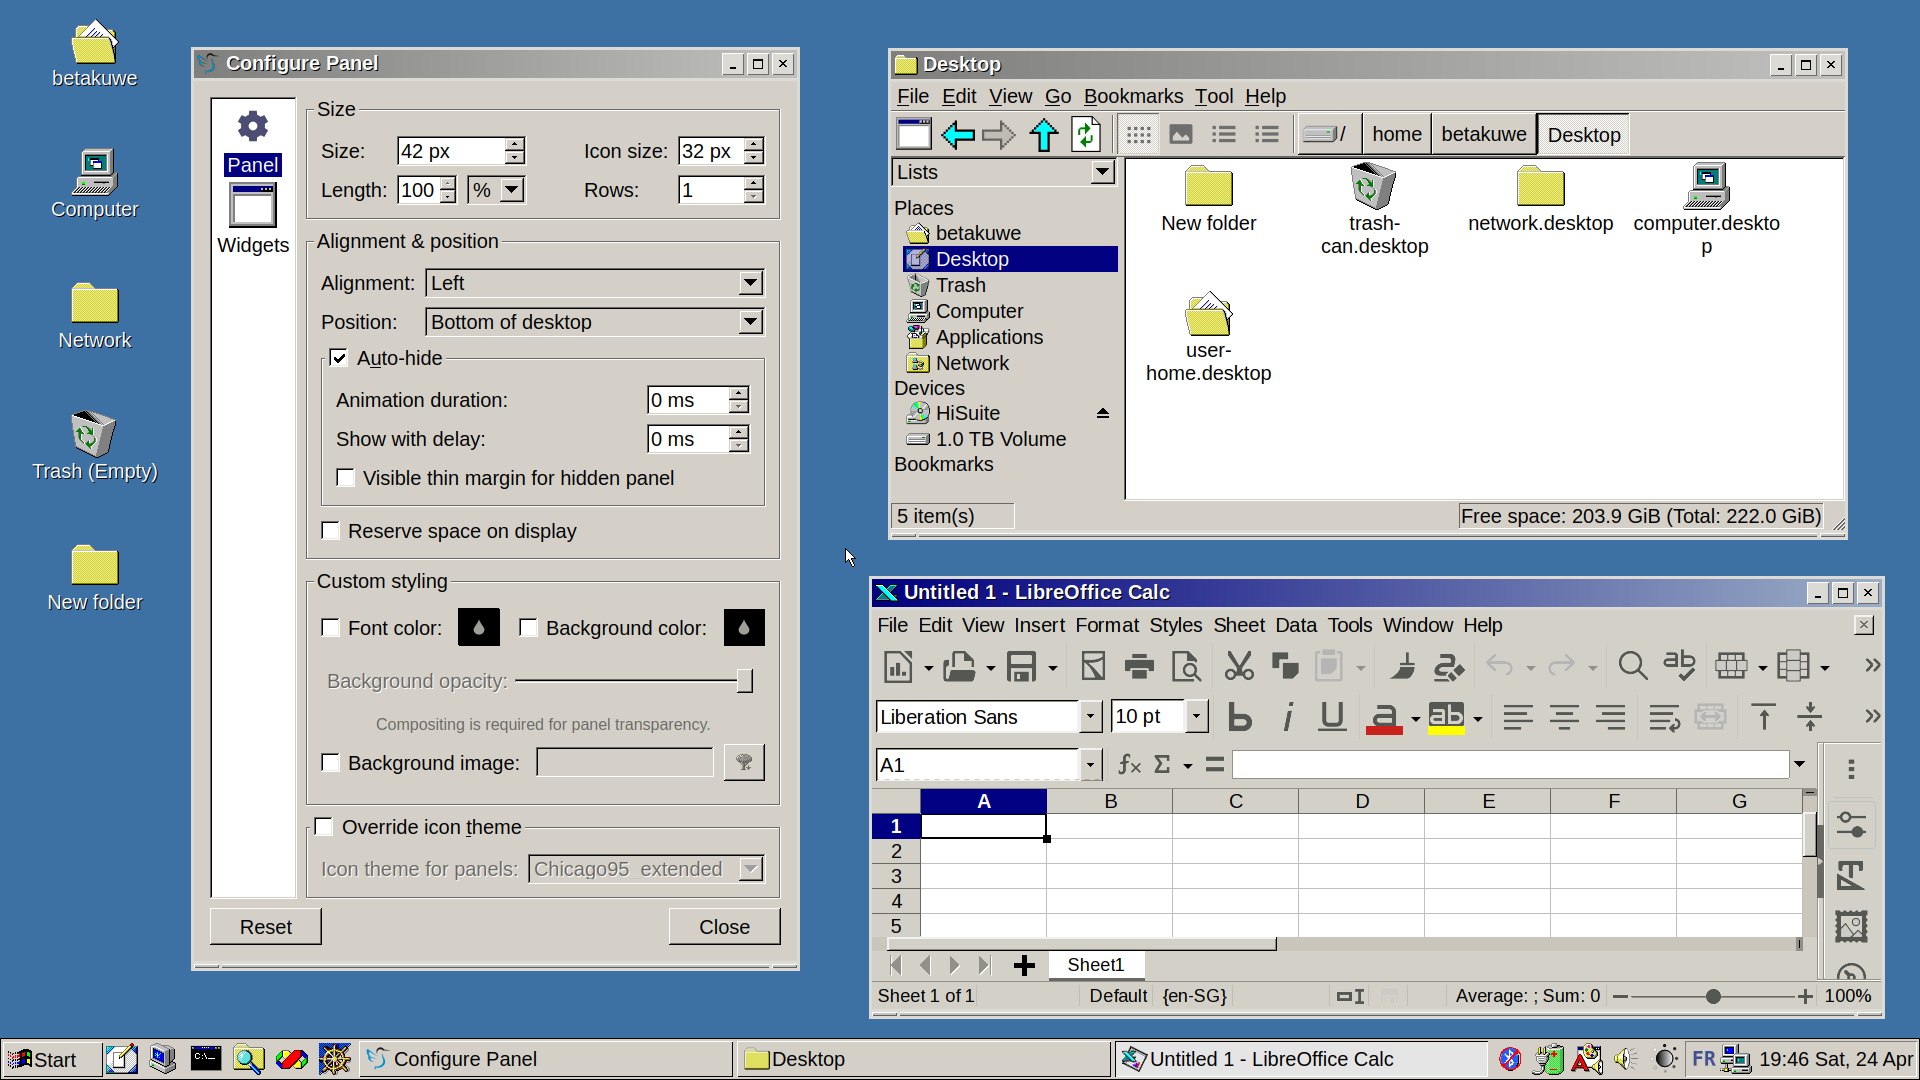 betakuwe
Computer
Network
Trash (Empty)
New folder
Configure Panel
Panel
Widgets
Size
Size: 42 px Icon size: 32 px
Length: 100 % Rows: 1
Alignment & position
Alignment: Left
Position: Bottom of desktop
Auto-hide
Animation duration: 0 ms
Show with delay: 0 ms
Visible thin margin for hidden panel
Reserve space on display
Custom styling
Font color: Background color:
Background opacity:
Compositing is required for panel transparency.
Background image:
Override icon theme
Icon theme for panels: Chicago95_extended
Reset Close
Desktop
File Edit View Go Bookmarks Tool Help
/ home betakuwe Desktop
Lists
Places
betakuwe
Desktop
Trash
Computer
Applications
Network
Devices
HiSuite
1.0 TB Volume
Bookmarks
New folder
trash-
can.desktop
network.desktop
computer.deskto
p
user-
home.desktop
5 item(s) Free space: 203.9 GiB (Total: 222.0 GiB)
Untitled 1 - LibreOffice Calc
File Edit View Insert Format Styles Sheet Data Tools Window Help
Liberation Sans 10 pt b i U a ab
A1 fx Σ =
A B C D E F G
1
2
3
4
5
Sheet1
Sheet 1 of 1 Default {en-SG} Average: ; Sum: 0 100%
Start C:\_ Configure Panel Desktop Untitled 1 - LibreOffice Calc FR 19:46 Sat, 24 Apr